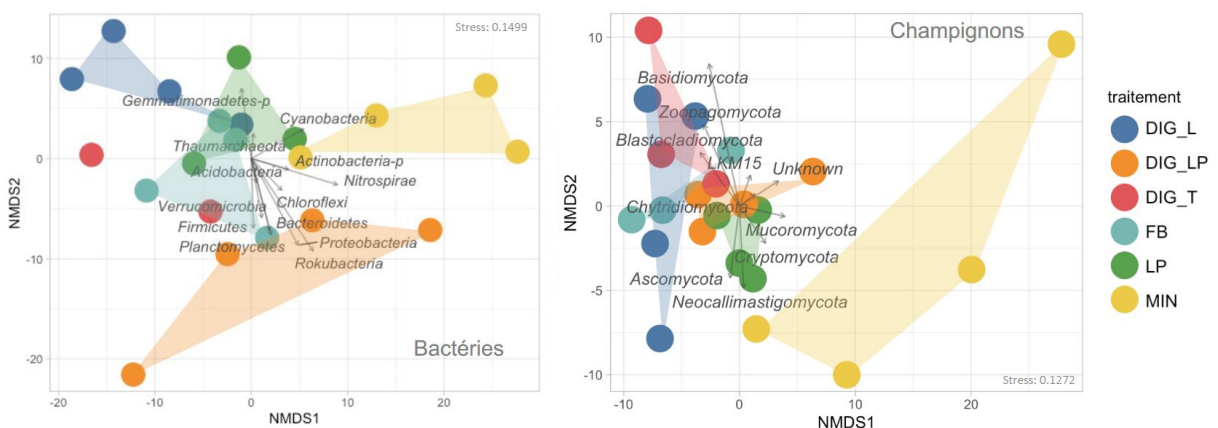 Stress: 0.1499
10
0
-10
-20
NMDS2
Gemmatimonadetes-p
Cyanobacteria
Thaumarchaeota
Actinobacteria-p
Acidobacteria
Nitrospirae
Chloroflexi
Verrucomicrobia
Firmicutes
Bacteroidetes
Planctomycetes
Proteobacteria
Rokubacteria
Bactéries
-20
-10
0
10
20
NMDS1
Champignons
10
5
0
-5
-10
NMDS2
Basidiomycota
Zoopagomycota
Blastocladiomycota
LKM15
Unknown
Chytridiomycota
Mucoromycota
Cryptomycota
Ascomycota
Neocallimastigomycota
Stress: 0.1272
-10
0
10
20
NMDS1
traitement
DIG_L
DIG_LP
DIG_T
FB
LP
MIN